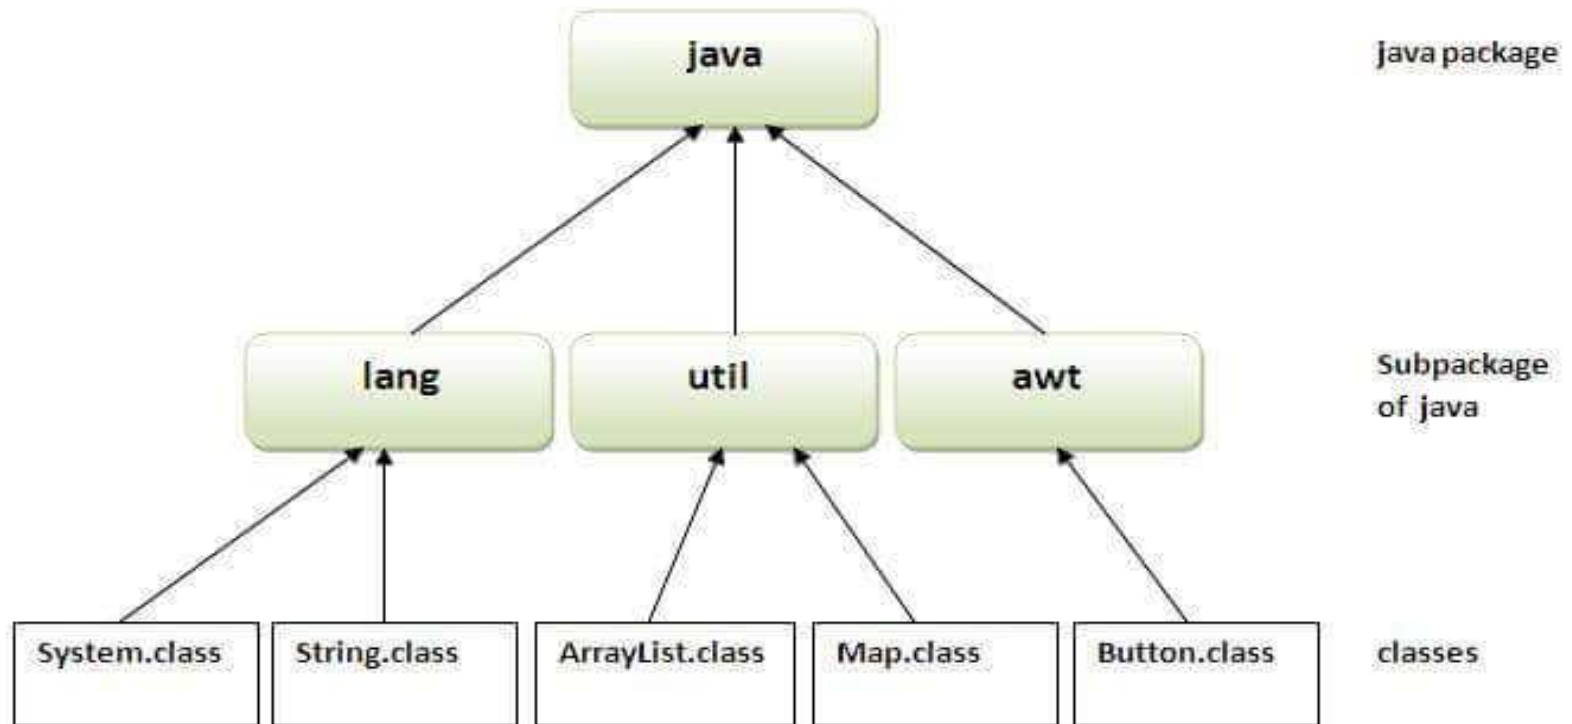 java
java package
lang
util
awt
Subpackage
of java
System.class
String.class
ArrayList.class
Map.class
Button.class
classes